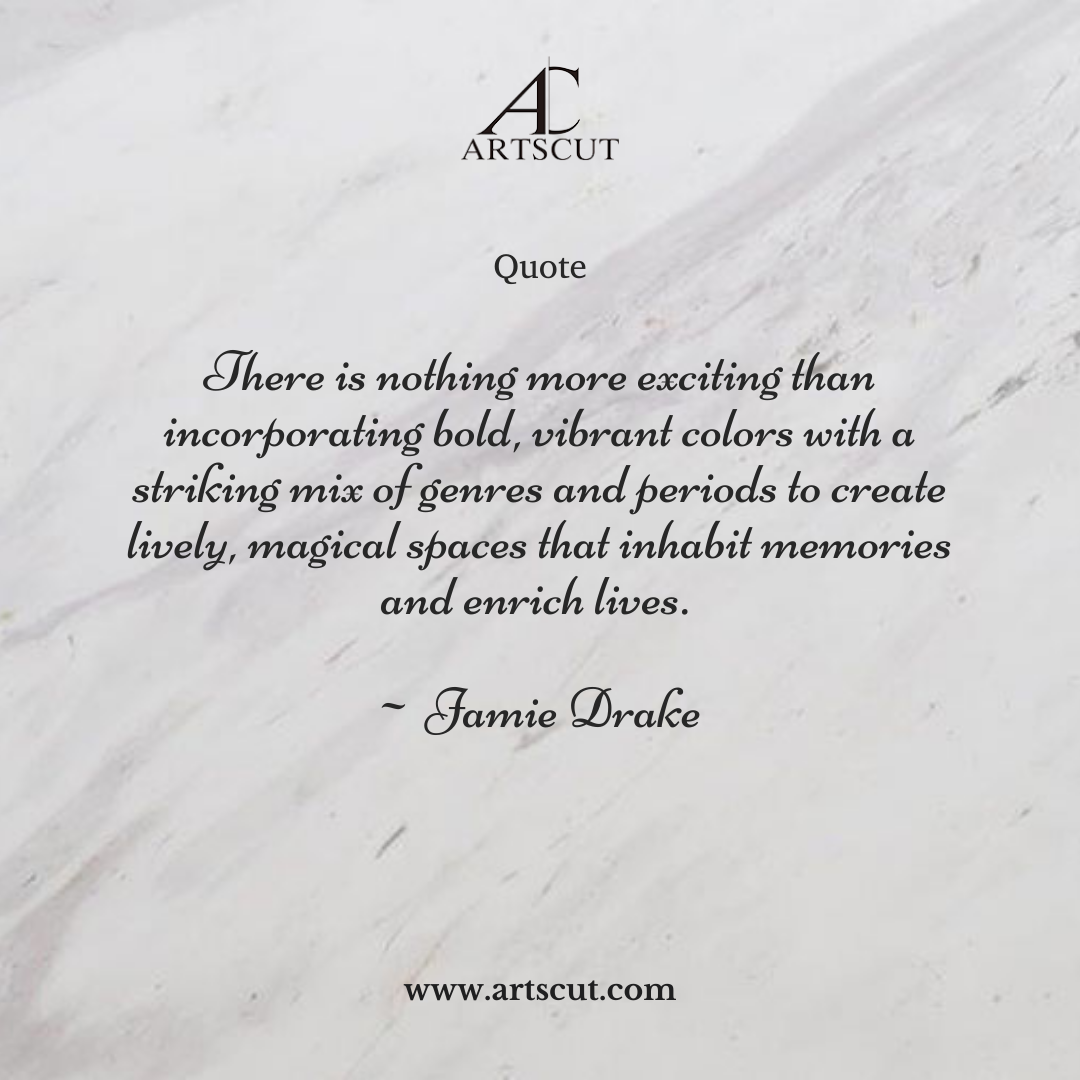 AC
ARTSCUT
Quote
There is nothing more exciting than
incorporating bold, vibrant colors with a
striking mix of genres and periods to create
lively, magical spaces that inhabit memories
and enrich lives.
~ Jamie Drake
www.artscut.com